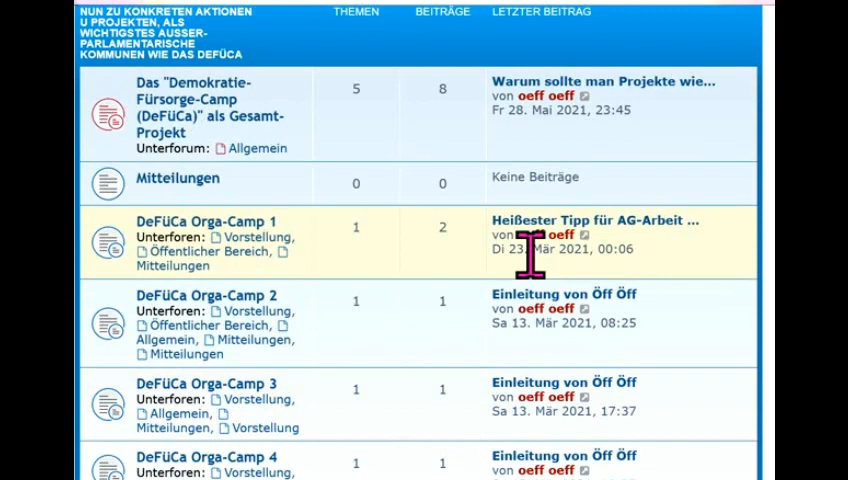 NUN ZU KONKRETEN AKTIONEN
U PROJEKTEN, ALS
WICHTIGSTES AUSSER-
PARLAMENTARISCHE
KOMMUNEN WIE DAS DEFÜCA
THEMEN
BEITRÄGE
LETZTER BEITRAG
Das "Demokratie-
Fürsorge-Camp
(DeFüCa)" als Gesamt-
Projekt
Unterforum: Allgemein
5
8
Warum sollte man Projekte wie...
von oeff oeff
Fr 28. Mai 2021, 23:45
Mitteilungen
0
0
Keine Beiträge
DeFüCa Orga-Camp 1
Unterforen: Vorstellung,
Öffentlicher Bereich,
Mitteilungen
1
2
Heißester Tipp für AG-Arbeit ...
von oeff
Di 23. Mär 2021, 00:06
DeFüCa Orga-Camp 2
Unterforen: Vorstellung,
Öffentlicher Bereich,
Allgemein, Mitteilungen,
Mitteilungen
1
1
Einleitung von Öff Öff
von oeff oeff
Sa 13. Mär 2021, 08:25
DeFüCa Orga-Camp 3
Unterforen: Vorstellung,
Allgemein,
Mitteilungen, Vorstellung
1
1
Einleitung von Öff Öff
von oeff oeff
Sa 13. Mär 2021, 17:37
DeFüCa Orga-Camp 4
Unterforen: Vorstellung,
1
1
Einleitung von Öff Öff
von oeff oeff